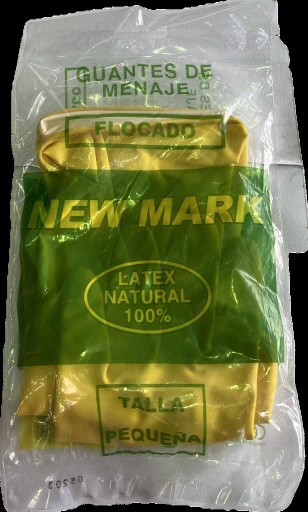 GUANTES DE
MENAJE
FLOCADO
NEW MARK
LATEX
NATURAL
100%
TALLA
PEQUEÑA